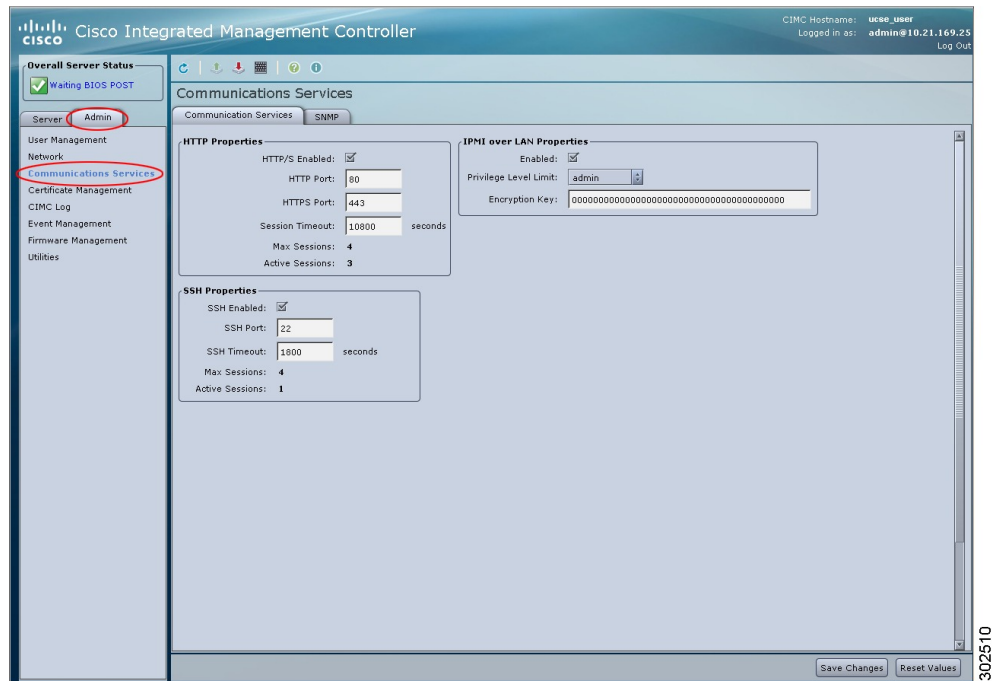 CISCO
Cisco Integrated Management Controller
CIMC Hostname: ucse_user
Logged in as: admin@10.21.169.25
Log Out
Overall Server Status
Waiting BIOS POST
Server
Admin
User Management
Network
Communications Services
Certificate Management
CIMC Log
Event Management
Firmware Management
Utilities
Communications Services
Communication Services
SNMP
HTTP Properties
HTTP/S Enabled:
HTTP Port: 80
HTTPS Port: 443
Session Timeout: 10800 seconds
Max Sessions: 4
Active Sessions: 3
IPMI over LAN Properties
Enabled:
Privilege Level Limit: admin
Encryption Key: 0000000000000000000000000000000000000000
SSH Properties
SSH Enabled:
SSH Port: 22
SSH Timeout: 1800 seconds
Max Sessions: 4
Active Sessions: 1
Save Changes
Reset Values
302510